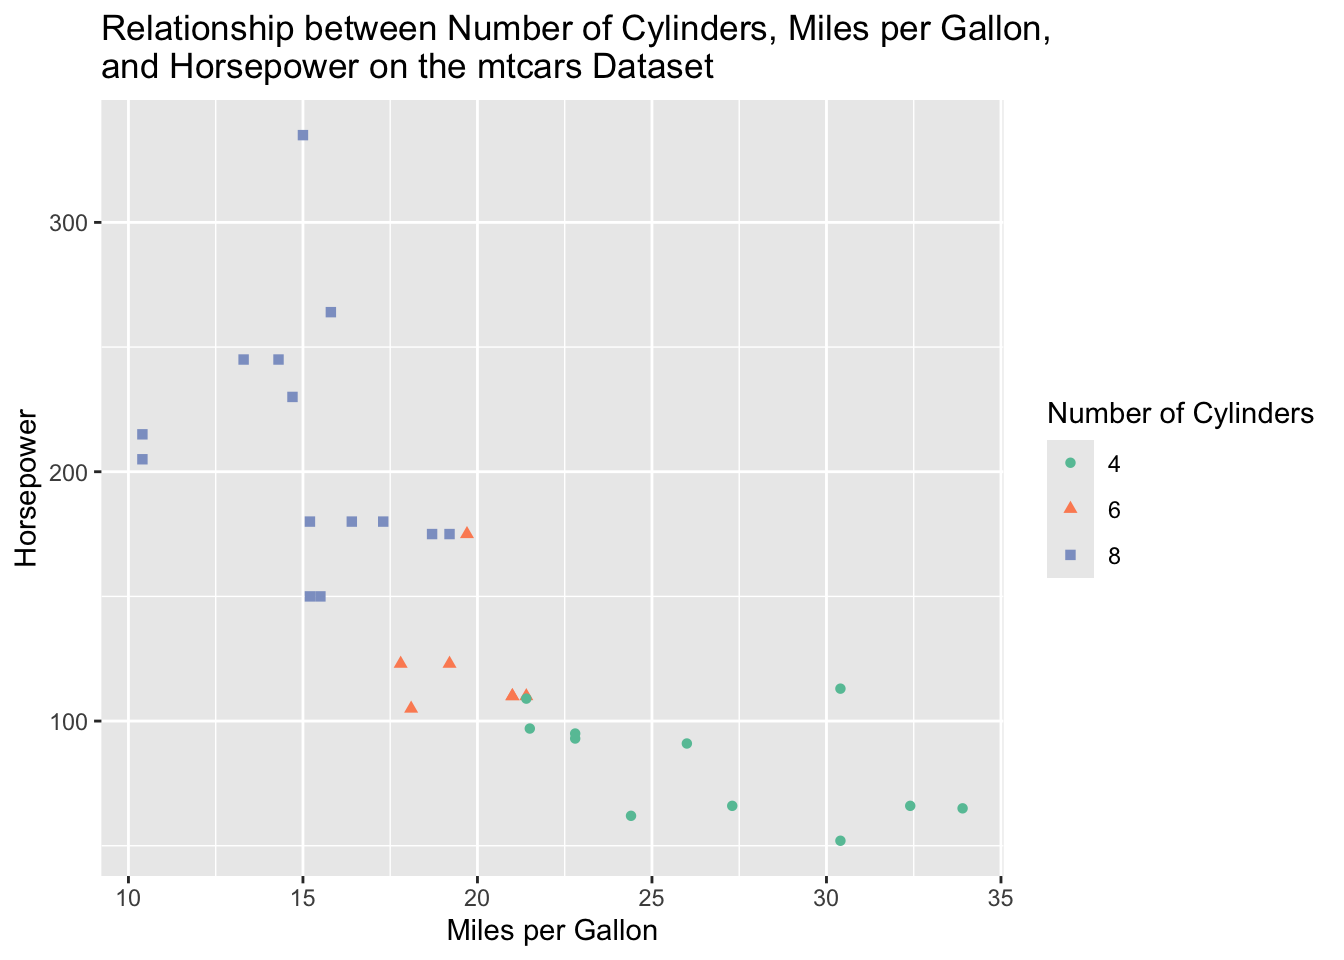 Relationship between Number of Cylinders, Miles per Gallon,
and Horsepower on the mtcars Dataset
300
200
100
Horsepower
10 15 20 25 30 35
Miles per Gallon
Number of Cylinders
4
6
8